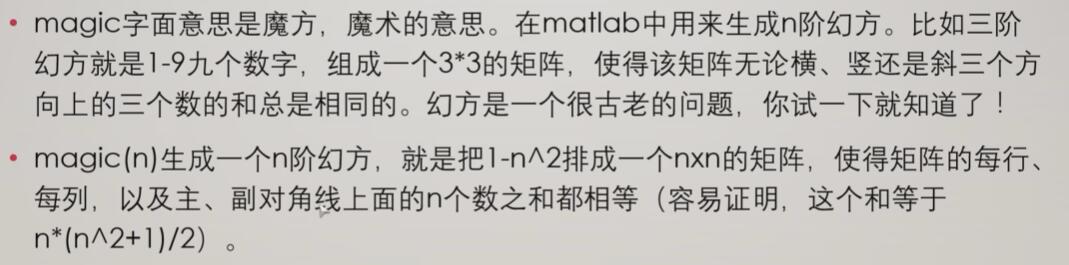 • magic字面意思是魔方，魔术的意思。在matlab中用来生成n阶幻方。比如三阶
幻方就是1-9九个数字，组成一个3*3的矩阵，使得该矩阵无论横、竖还是斜三个方
向上的三个数的和总是相同的。幻方是一个很古老的问题，你试一下就知道了！
• magic(n)生成一个n阶幻方，就是把1-n^2排成一个nxn的矩阵，使得矩阵的每行、
每列，以及主、副对角线上面的n个数之和都相等（容易证明，这个和等于
n*(n^2+1)/2）。